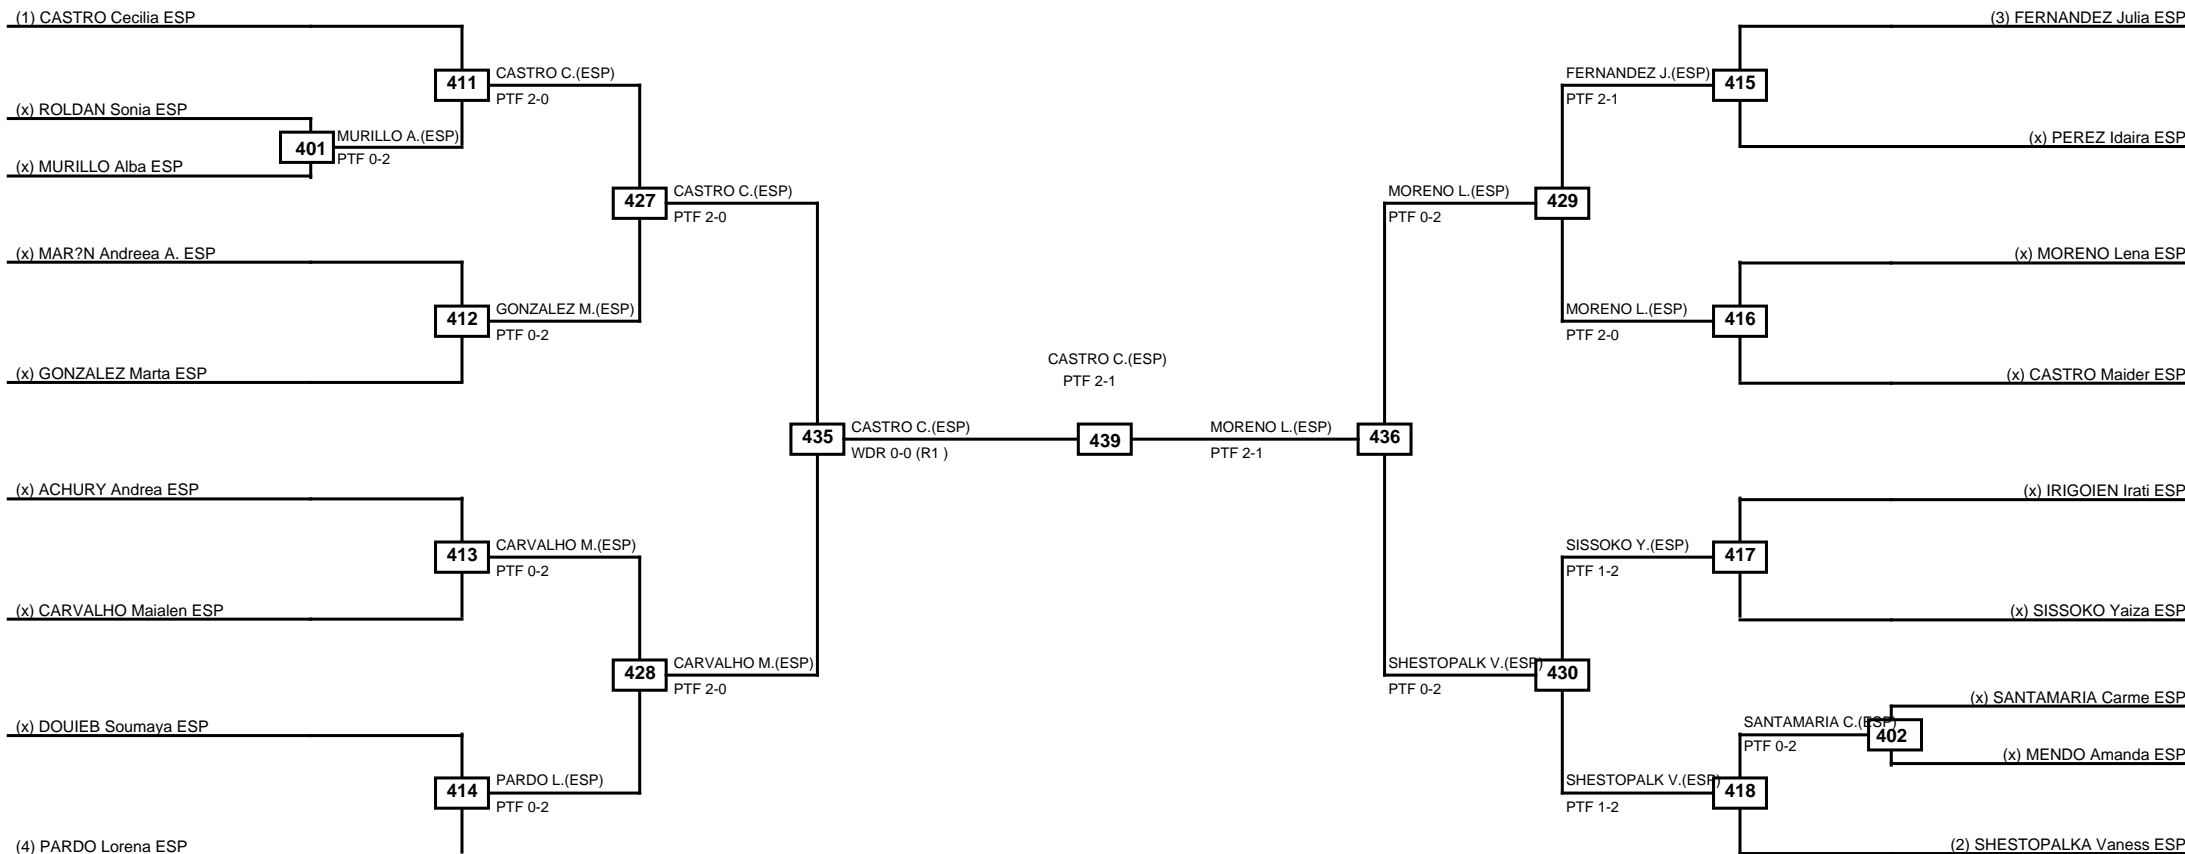 (1) CASTRO Cecilia ESP
(x) ROLDAN Sonia ESP
(x) MURILLO Alba ESP
(x) MAR?N Andreea A. ESP
(x) GONZALEZ Marta ESP
(x) ACHURY Andrea ESP
(x) CARVALHO Maialen ESP
(x) DOUIEB Soumaya ESP
(4) PARDO Lorena ESP
401
MURILLO A.(ESP)
PTF 0-2
411
CASTRO C.(ESP)
PTF 2-0
412
GONZALEZ M.(ESP)
PTF 0-2
413
CARVALHO M.(ESP)
PTF 0-2
414
PARDO L.(ESP)
PTF 0-2
427
CASTRO C.(ESP)
PTF 2-0
428
CARVALHO M.(ESP)
PTF 2-0
435
CASTRO C.(ESP)
WDR 0-0 (R1 )
CASTRO C.(ESP)
PTF 2-1
439
MORENO L.(ESP)
PTF 2-1
436
MORENO L.(ESP)
PTF 0-2
429
SHESTOPALK V.(ESP)
PTF 0-2
430
FERNANDEZ J.(ESP)
PTF 2-1
415
MORENO L.(ESP)
PTF 2-0
416
SISSOKO Y.(ESP)
PTF 1-2
417
SHESTOPALK V.(ESP)
PTF 1-2
418
SANTAMARIA C.(ESP)
PTF 0-2
402
(3) FERNANDEZ Julia ESP
(x) PEREZ Idaira ESP
(x) MORENO Lena ESP
(x) CASTRO Maider ESP
(x) IRIGOIEN Irati ESP
(x) SISSOKO Yaiza ESP
(x) SANTAMARIA Carme ESP
(x) MENDO Amanda ESP
(2) SHESTOPALKA Vaness ESP